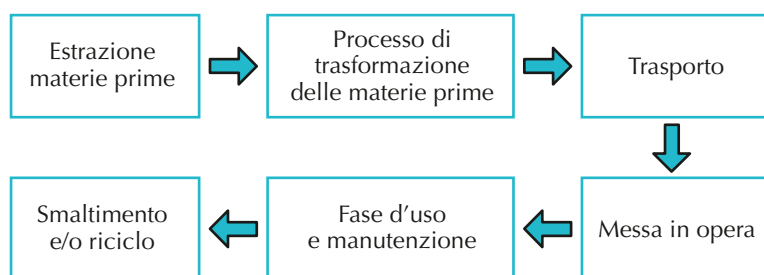 Estrazione
materie prime
Processo di
trasformazione
delle materie prime
Trasporto
Messa in opera
Fase d'uso
e manutenzione
Smaltimento
e/o riciclo